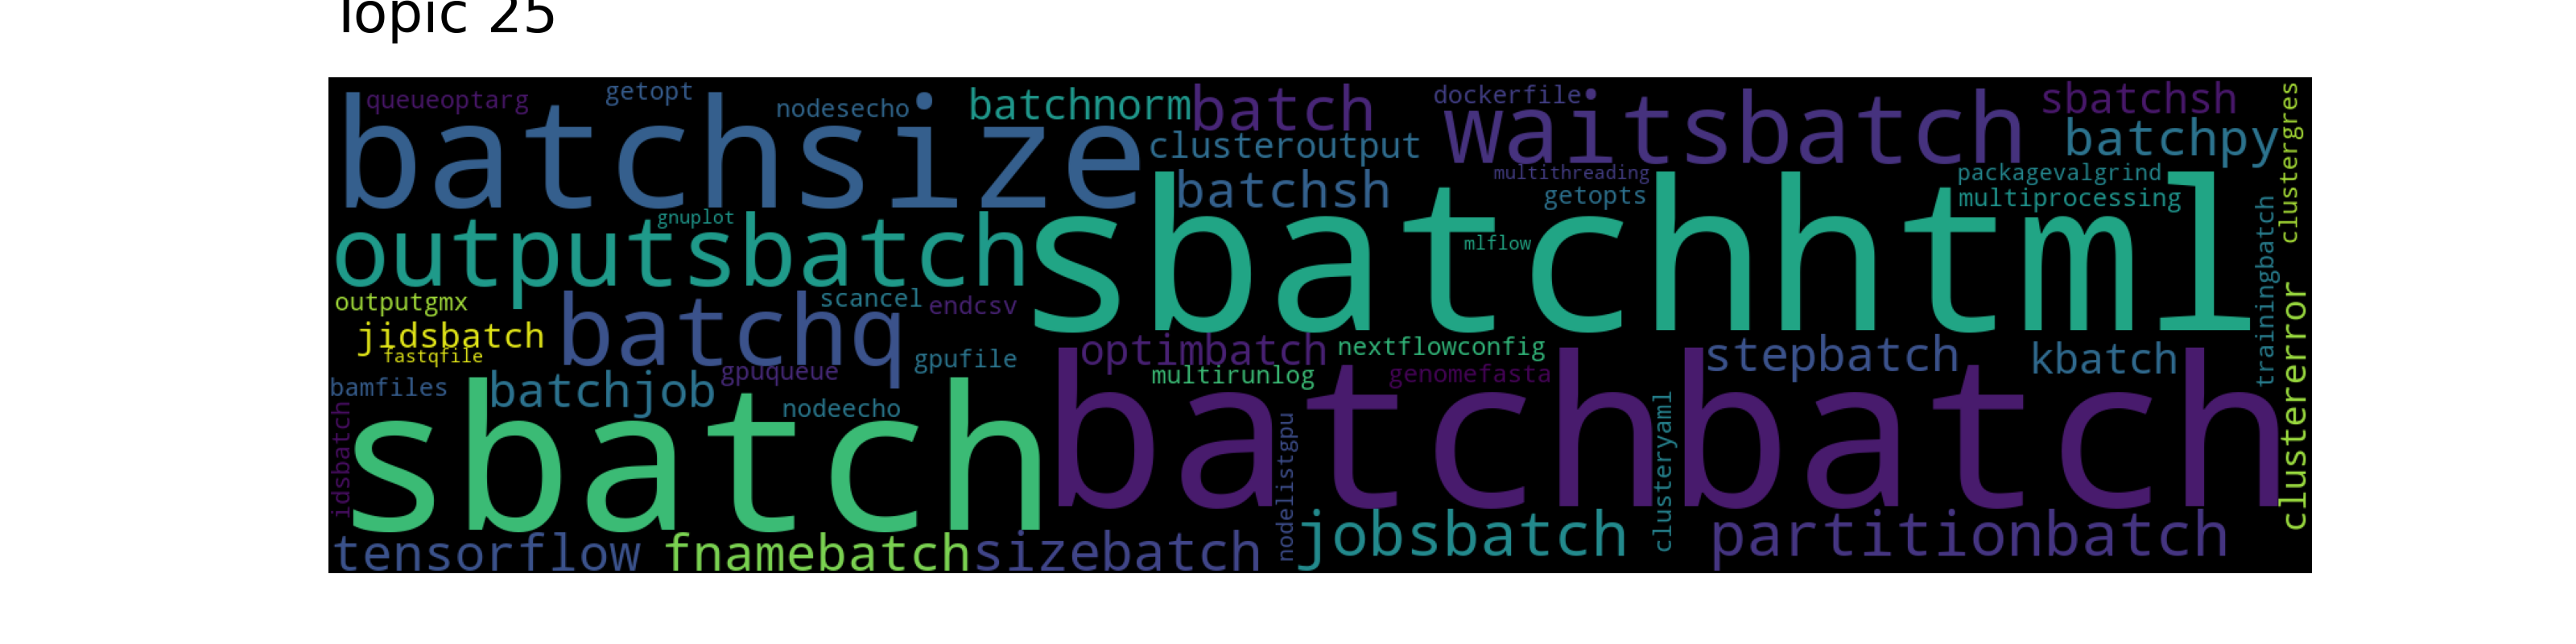 Topic 25
queueoptarg
getopt
nodesecho
batchnorm
batch
dockerfile
waitsbatch
sbatchsh
clustergres
batchsize
clusteroutput
batchpy
multithreading
packagevalgrind
batchsh
getopts
multiprocessing
gnuplot
outputsbatch
mlflow
sbatchhtml
trainingbatch
outputgmx
scancel
endcsv
batchq
jidsbatch
fastqfile
gpufile
optimbatch
nextflowconfig
stepbatch
kbatch
clustererror
bamfiles
gpuqueue
multirunlog
genomefasta
batchjob
nodeecho
idsbatch
sbatch
batchbatch
nodelistgpu
clusteryaml
jobsbatch
partitionbatch
tensorflow
fnamebatch
sizebatch